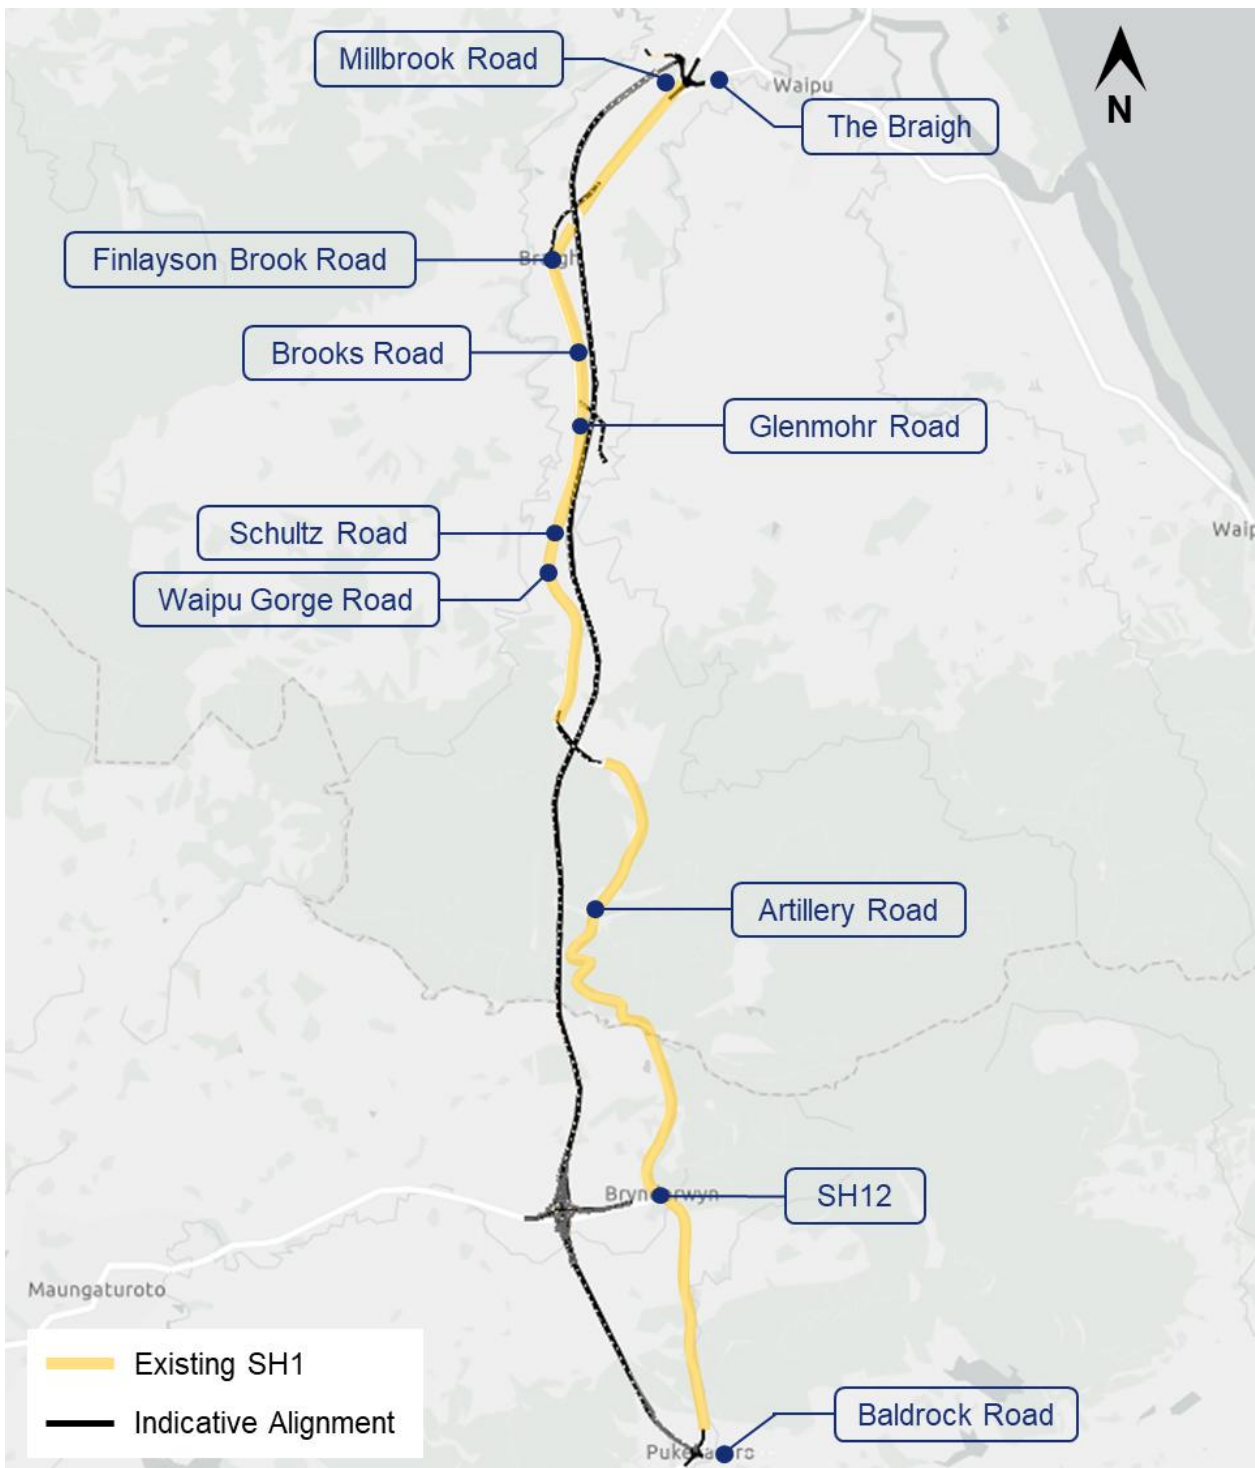 Millbrook Road
N
Waipu
The Braigh
Finlayson Brook Road
Brooks Road
Glenmohr Road
Schultz Road
Waip
Waipu Gorge Road
Artillery Road
SH12
Maungaturoto
Existing SH1
Indicative Alignment
Baldrock Road